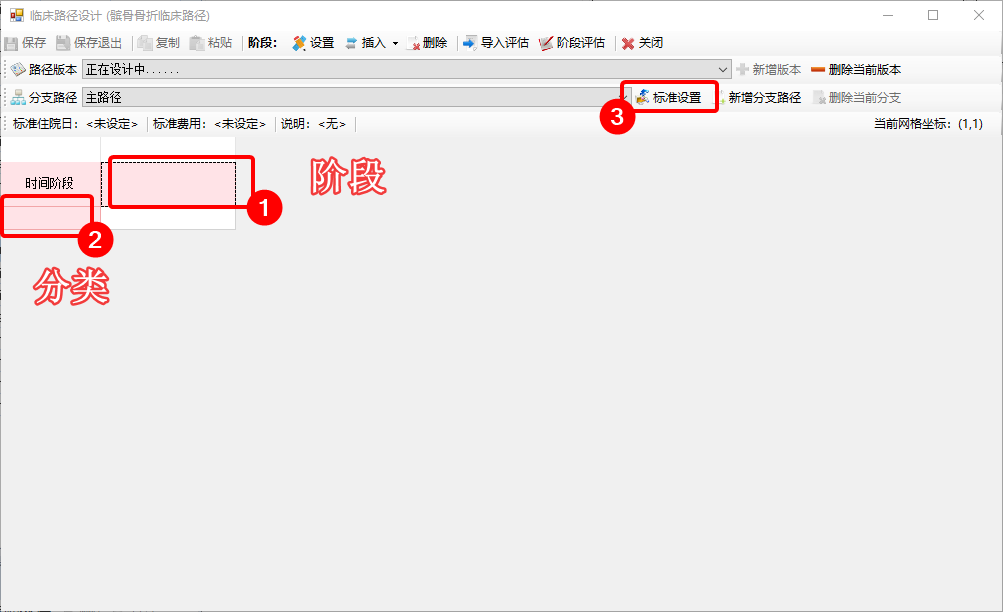 临床路径设计 (髌骨骨折临床路径)
保存 保存退出 复制 粘贴 阶段： 设置 插入 删除 导入评估 阶段评估 关闭
路径版本 正在设计中...... 新增版本 删除当前版本
分支路径 主路径 标准设置 新增分支路径 删除当前分支
3
标准住院日：<未设定> 标准费用：<未设定> 说明：<无> 当前网格坐标：(1,1)
时间阶段 阶段
1
2
分类